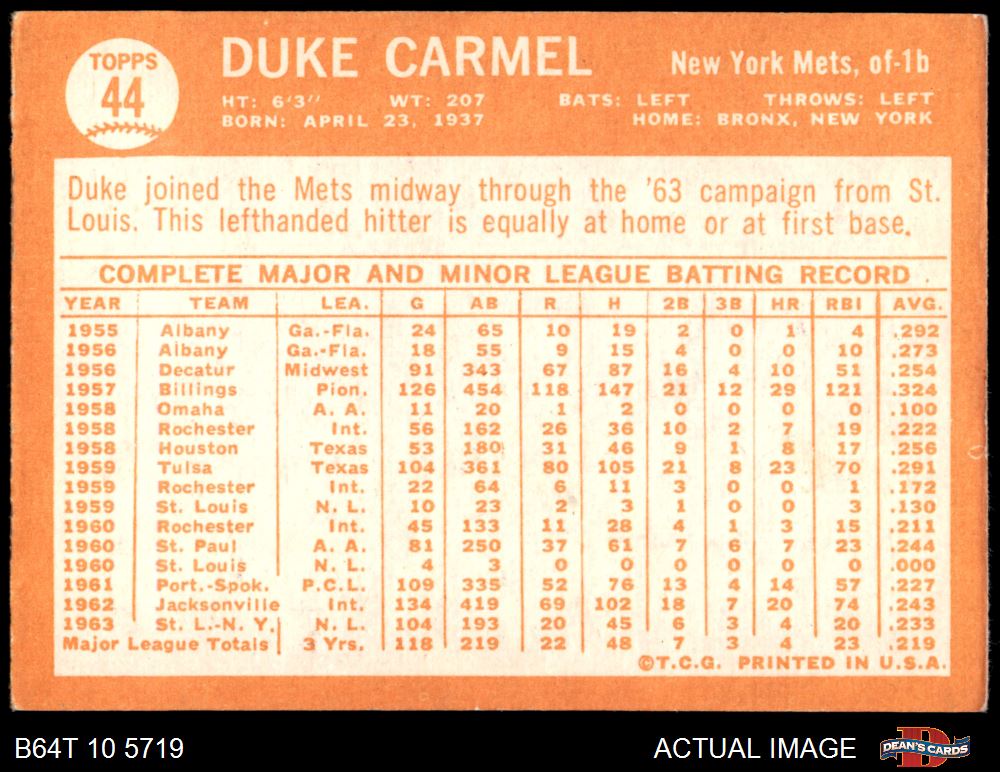 TOPPS
44
DUKE CARMEL
New York Mets, of-1b
HT: 6'3" WT: 207 BATS: LEFT THROWS: LEFT
BORN: APRIL 23, 1937 HOME: BRONX, NEW YORK
Duke joined the Mets midway through the '63 campaign from St.
Louis. This lefthanded hitter is equally at home or at first base.
COMPLETE MAJOR AND MINOR LEAGUE BATTING RECORD
YEAR TEAM LEA. G AB R H 2B 3B HR RBI AVG.
1955 Albany Ga.-Fla. 24 65 10 19 2 0 1 4 .292
1956 Albany Ga.-Fla. 18 55 9 15 4 0 0 10 .273
1956 Decatur Midwest 91 343 67 87 16 4 10 51 .254
1957 Billings Pion. 126 454 118 147 21 12 29 121 .324
1958 Omaha A. A. 11 20 1 2 0 0 0 0 .100
1958 Rochester Int. 56 162 26 36 10 2 7 19 .222
1958 Houston Texas 53 180 31 46 9 1 8 17 .256
1959 Tulsa Texas 104 361 80 105 21 8 23 70 .291
1959 Rochester Int. 22 64 6 11 3 0 0 1 .172
1959 St. Louis N. L. 10 23 2 3 1 0 0 3 .130
1960 Rochester Int. 45 133 11 28 4 1 3 15 .211
1960 St. Paul A. A. 81 250 37 61 7 6 7 23 .244
1960 St. Louis N. L. 4 3 0 0 0 0 0 0 .000
1961 Port.-Spok. P.C.L. 109 335 52 76 13 4 14 57 .227
1962 Jacksonville Int. 134 419 69 102 18 7 20 74 .243
1963 St. L.-N. Y. N. L. 104 193 20 45 6 3 4 20 .233
Major League Totals 3 Yrs. 118 219 22 48 7 3 4 23 .219
©T.C.G. PRINTED IN U.S.A.
B64T 10 5719 ACTUAL IMAGE
D
DEAN'S CARDS